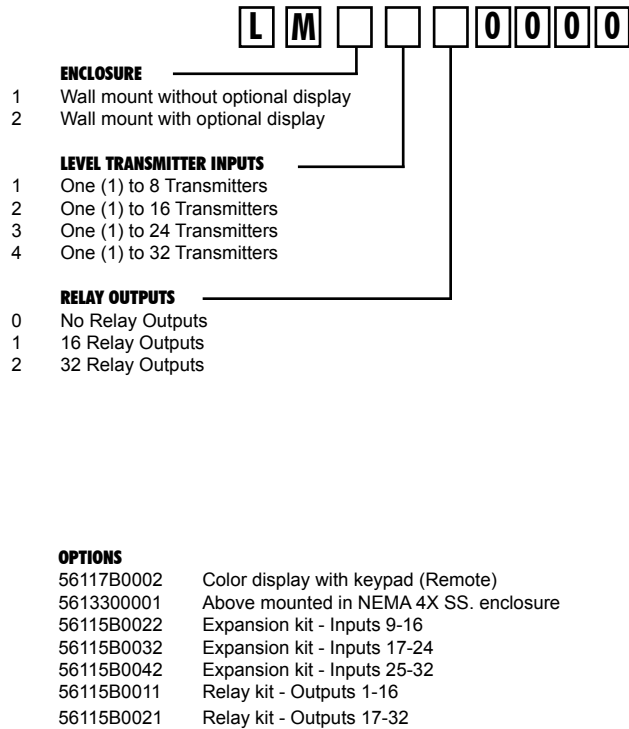 L M 0 0 0 0
ENCLOSURE
1 Wall mount without optional display
2 Wall mount with optional display
LEVEL TRANSMITTER INPUTS
1 One (1) to 8 Transmitters
2 One (1) to 16 Transmitters
3 One (1) to 24 Transmitters
4 One (1) to 32 Transmitters
RELAY OUTPUTS
0 No Relay Outputs
1 16 Relay Outputs
2 32 Relay Outputs
OPTIONS
56117B0002 Color display with keypad (Remote)
5613300001 Above mounted in NEMA 4X SS. enclosure
56115B0022 Expansion kit - Inputs 9-16
56115B0032 Expansion kit - Inputs 17-24
56115B0042 Expansion kit - Inputs 25-32
56115B0011 Relay kit - Outputs 1-16
56115B0021 Relay kit - Outputs 17-32